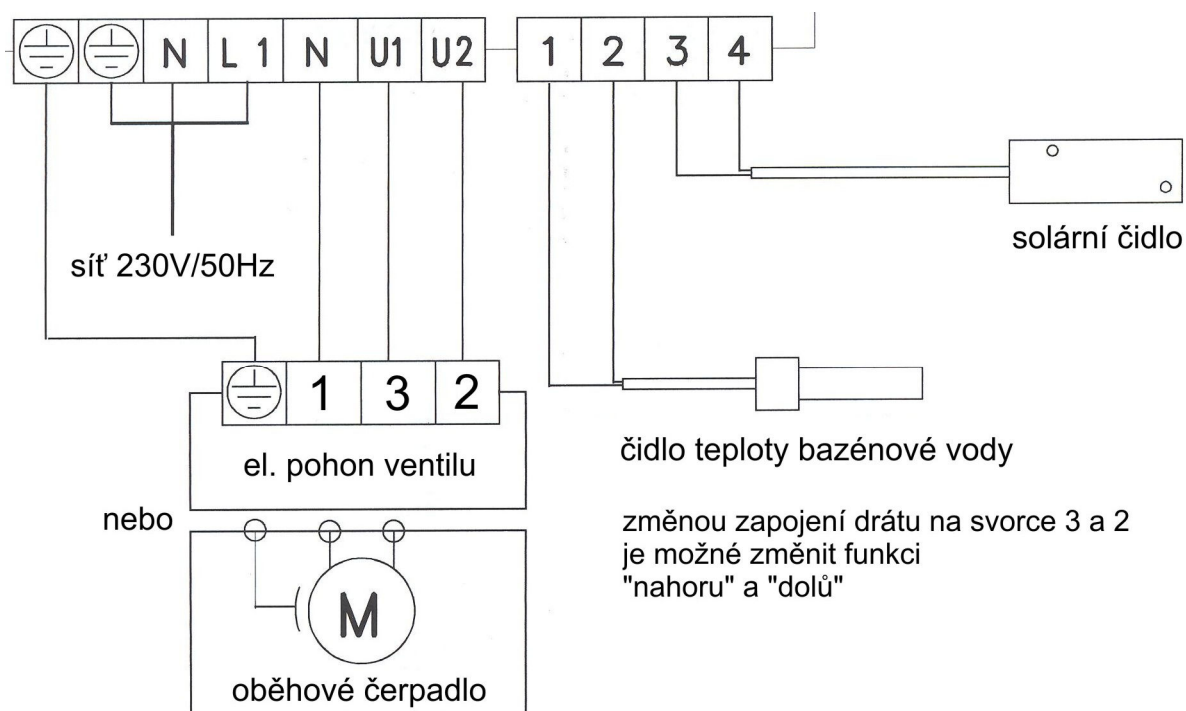 N L 1 N U1 U2 1 2 3 4
solární čidlo
síť 230V/50Hz
1 3 2
el. pohon ventilu
čidlo teploty bazénové vody
nebo
změnou zapojení drátu na svorce 3 a 2
je možné změnit funkci
"nahoru" a "dolů"
M
oběhové čerpadlo